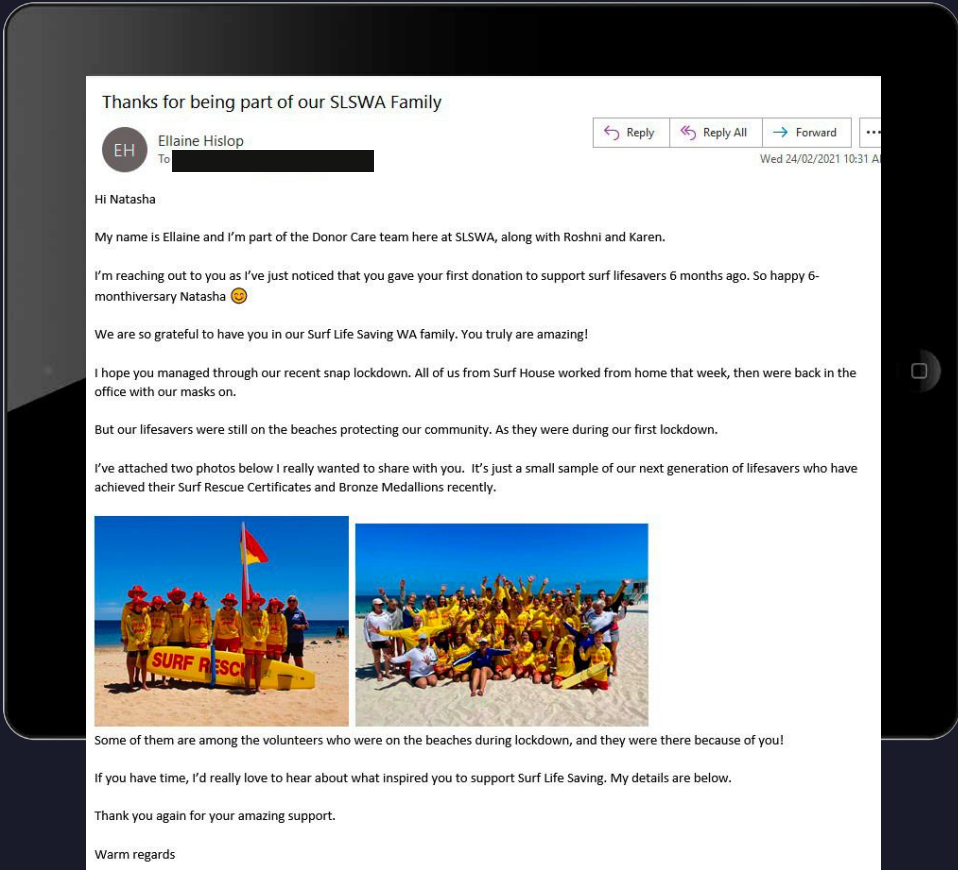 Thanks for being part of our SLSWA Family
EH
Ellaine Hislop
To
Reply
Reply All
Forward
Wed 24/02/2021 10:31
Hi Natasha
My name is Ellaine and I'm part of the Donor Care team here at SLSWA, along with Roshni and Karen.
I'm reaching out to you as I've just noticed that you gave your first donation to support surf lifesavers 6 months ago. So happy 6-
monthiversary Natasha 😊
We are so grateful to have you in our Surf Life Saving WA family. You truly are amazing!
I hope you managed through our recent snap lockdown. All of us from Surf House worked from home that week, then were back in the
office with our masks on.
But our lifesavers were still on the beaches protecting our community. As they were during our first lockdown.
I've attached two photos below I really wanted to share with you.  It's just a small sample of our next generation of lifesavers who have
achieved their Surf Rescue Certificates and Bronze Medallions recently.
SURF RESCU
Some of them are among the volunteers who were on the beaches during lockdown, and they were there because of you!
If you have time, I'd really love to hear about what inspired you to support Surf Life Saving. My details are below.
Thank you again for your amazing support.
Warm regards